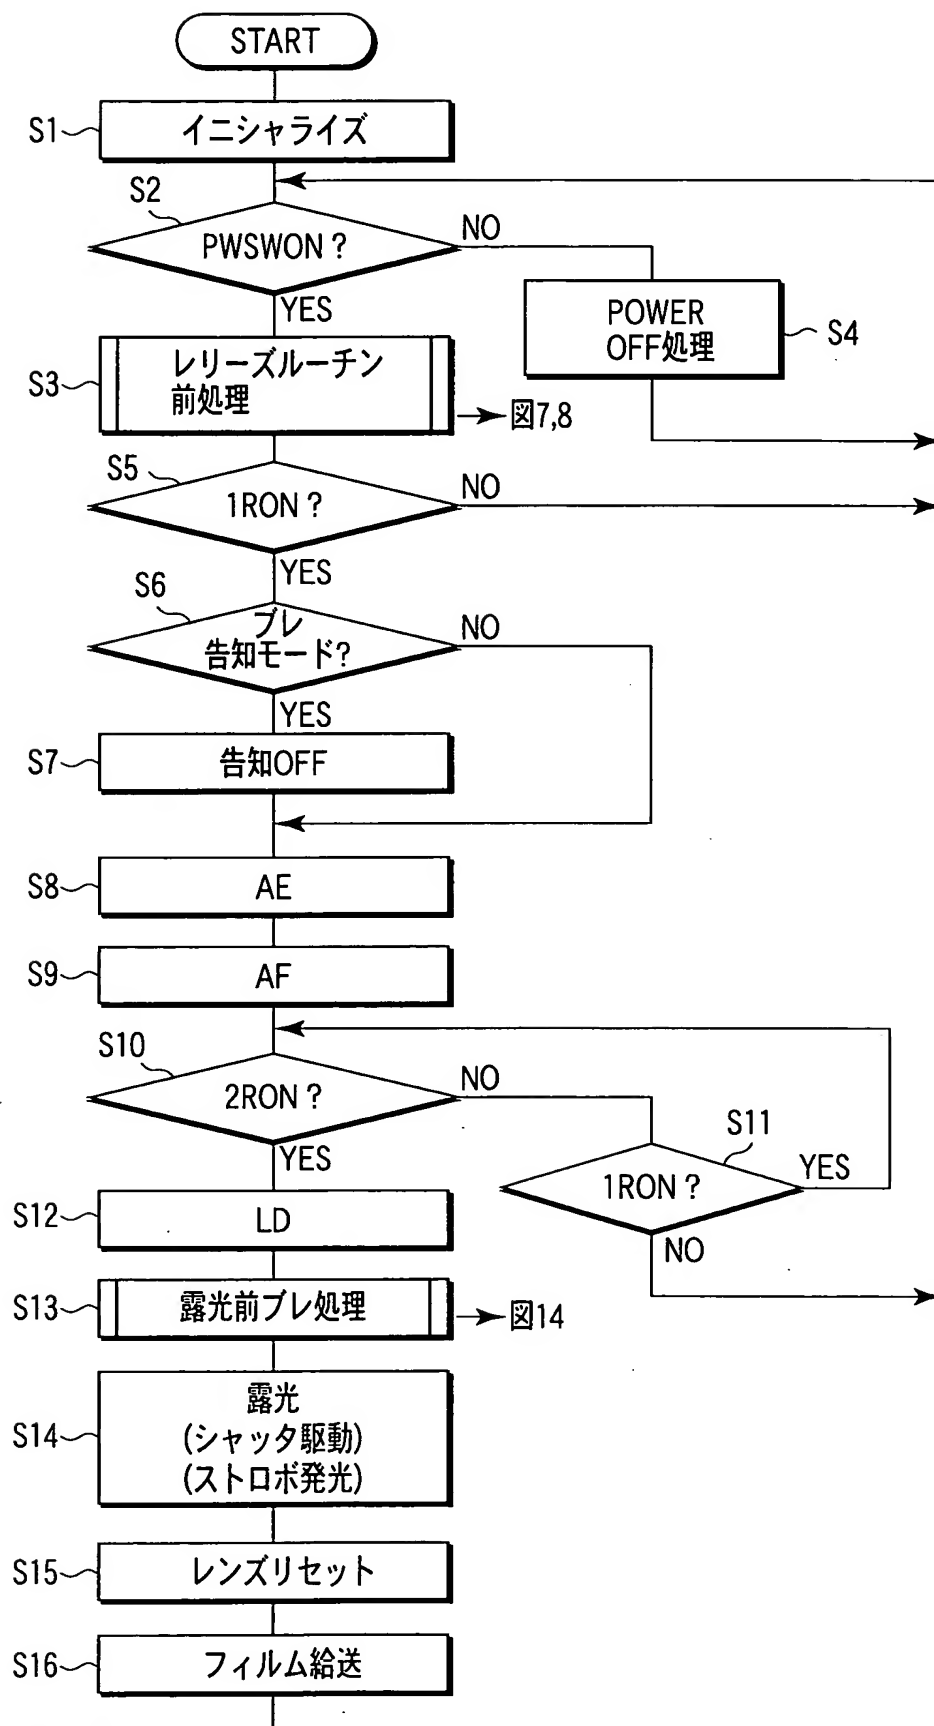 START
S1
イニシャライズ
S2
PWSWON ?
NO
YES
POWER
OFF処理
S4
S3
レリーズルーチン
前処理
図7,8
S5
1RON ?
NO
YES
S6
ブレ
告知モード?
NO
YES
S7
告知OFF
S8
AE
S9
AF
S10
2RON ?
NO
YES
S11
1RON ?
YES
NO
S12
LD
S13
露光前ブレ処理
図14
S14
露光
(シャッタ駆動)
(ストロボ発光)
S15
レンズリセット
S16
フィルム給送